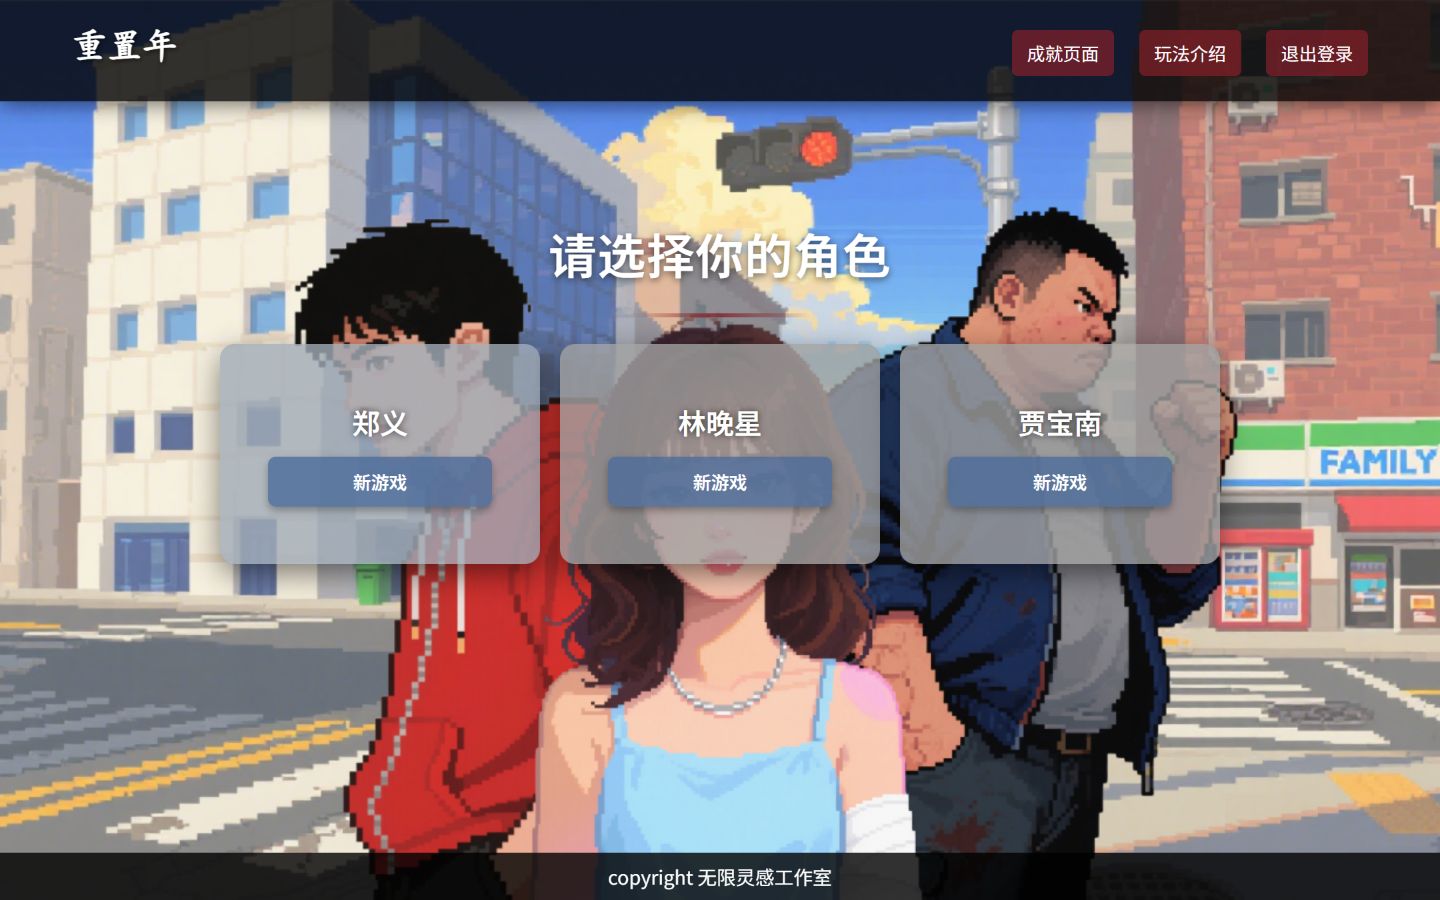 重置年
成就页面
玩法介绍
退出登录
请选择你的角色
郑义
新游戏
林晚星
新游戏
贾宝南
新游戏
FAMILY
copyright 无限灵感工作室